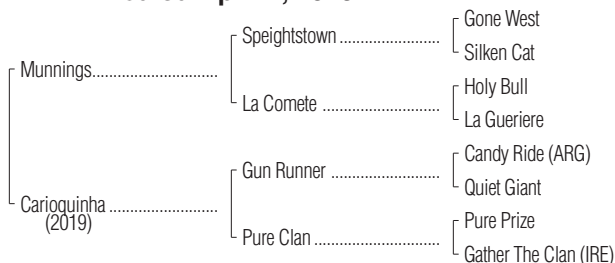 Munnings
Carioquinha
(2019)
Speightstown
La Comete
Gun Runner
Pure Clan
Gone West
Silken Cat
Holy Bull
La Gueriere
Candy Ride (ARG)
Quiet Giant
Pure Prize
Gather The Clan (IRE)